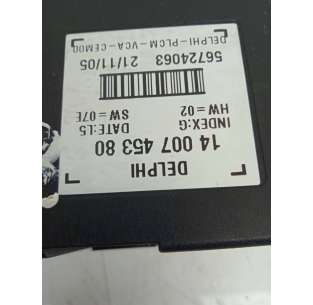 DELPHI
14 007 453 80
INDEX:G DATE:L5
HW=02 SW=07E
56724063 21/11/05
DELPHI-PLCM-VCA-CEM00